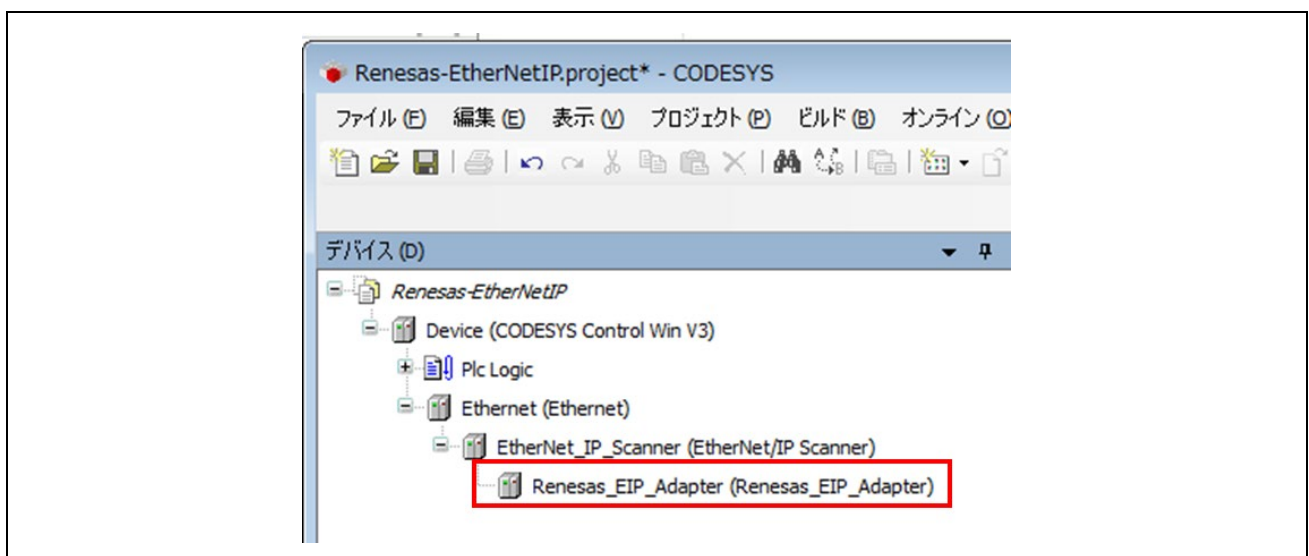 Renesas-EtherNetIP.project* - CODESYS
ファイル (F) 編集 (E) 表示 (V) プロジェクト (P) ビルド (B) オンライン (O)
デバイス (D)
Renesas-EtherNetIP
Device (CODESYS Control Win V3)
Plc Logic
Ethernet (Ethernet)
EtherNet_IP_Scanner (EtherNet/IP Scanner)
Renesas_EIP_Adapter (Renesas_EIP_Adapter)